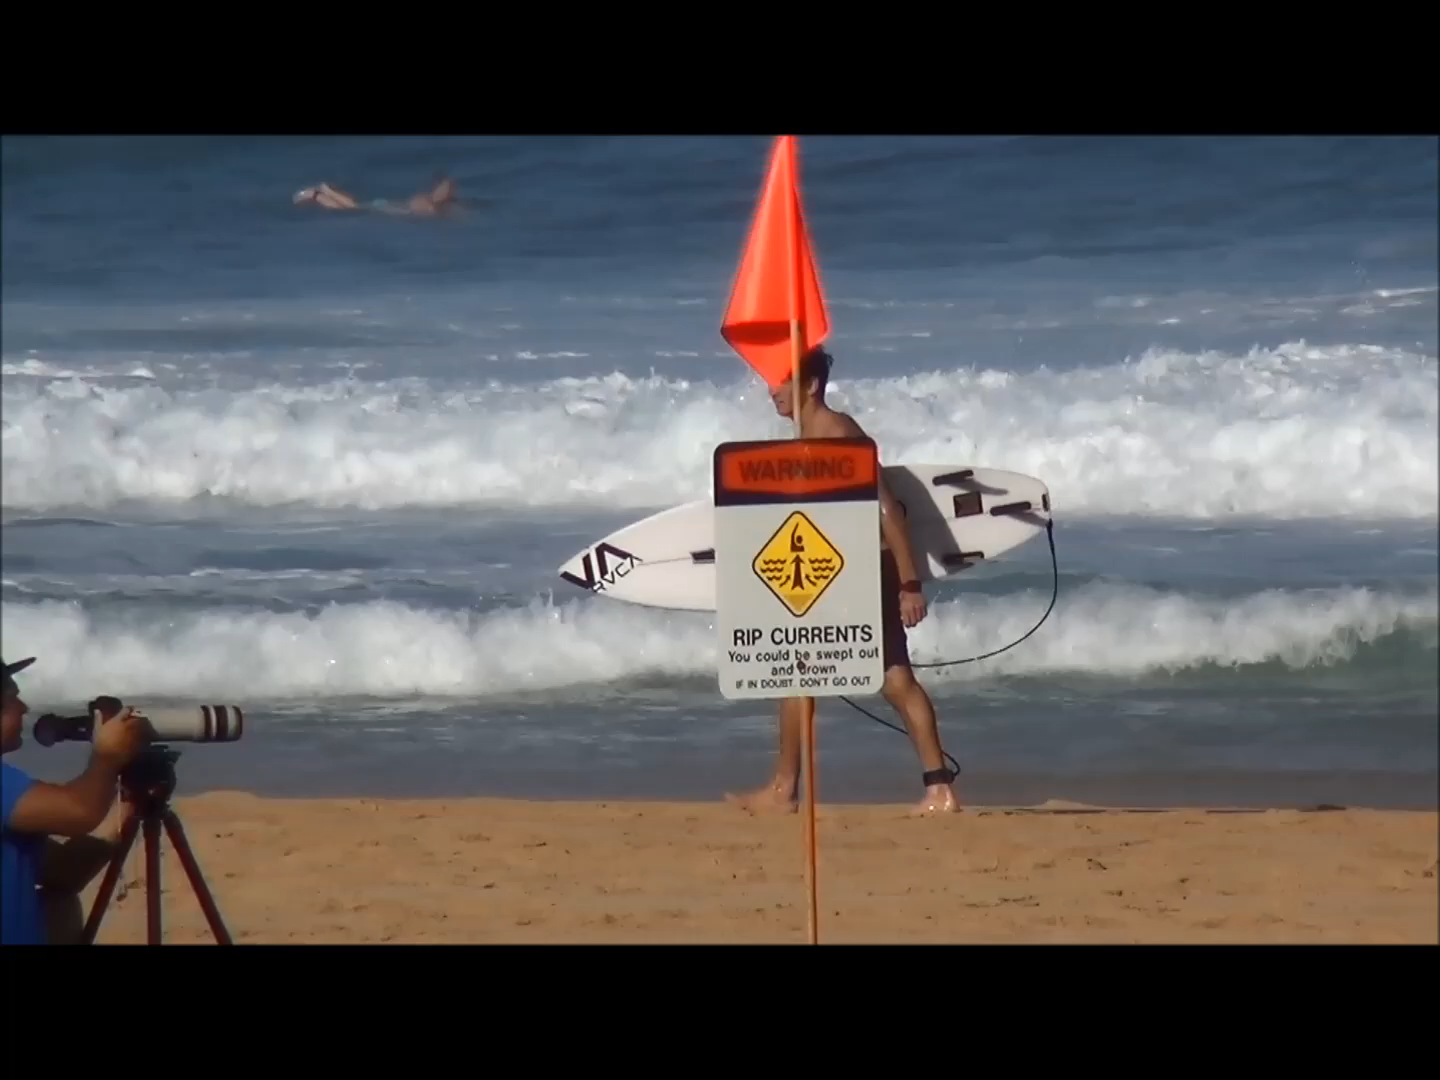 WARNING
RVCA
RIP CURRENTS
You could be swept out
and drown
IF IN DOUBT, DON'T GO OUT